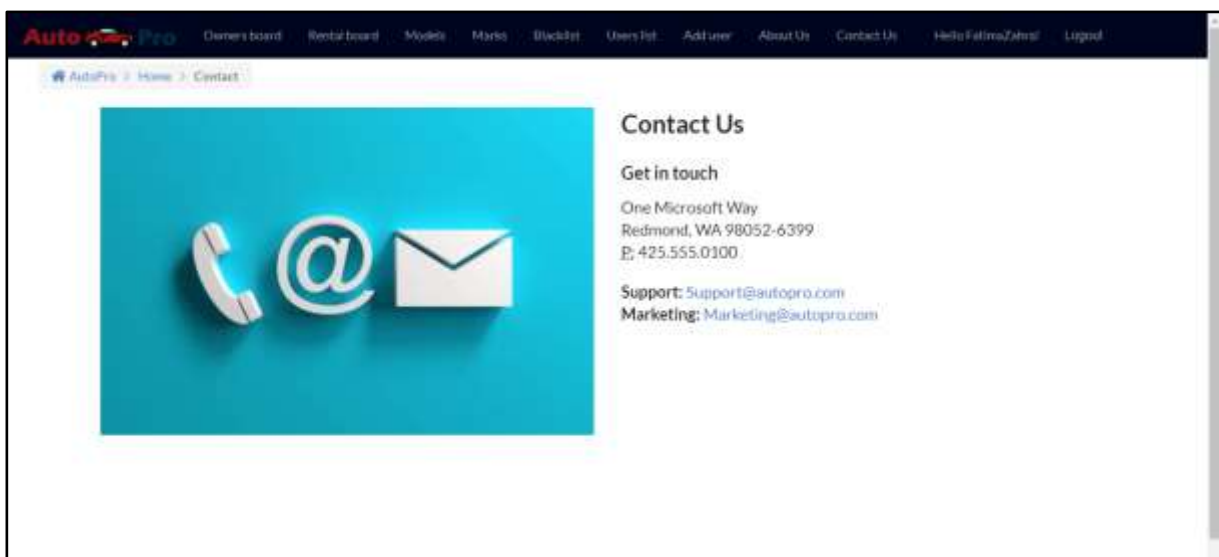 Auto Pro
Owners board Rental board Models Marks Blacklist Users list Add user About Us Contact Us Hello FatimaZahra! Logout
AutoPro > Home > Contact
Contact Us
Get in touch
One Microsoft Way
Redmond, WA 98052-6399
P: 425.555.0100
Support: Support@autopro.com
Marketing: Marketing@autopro.com
@